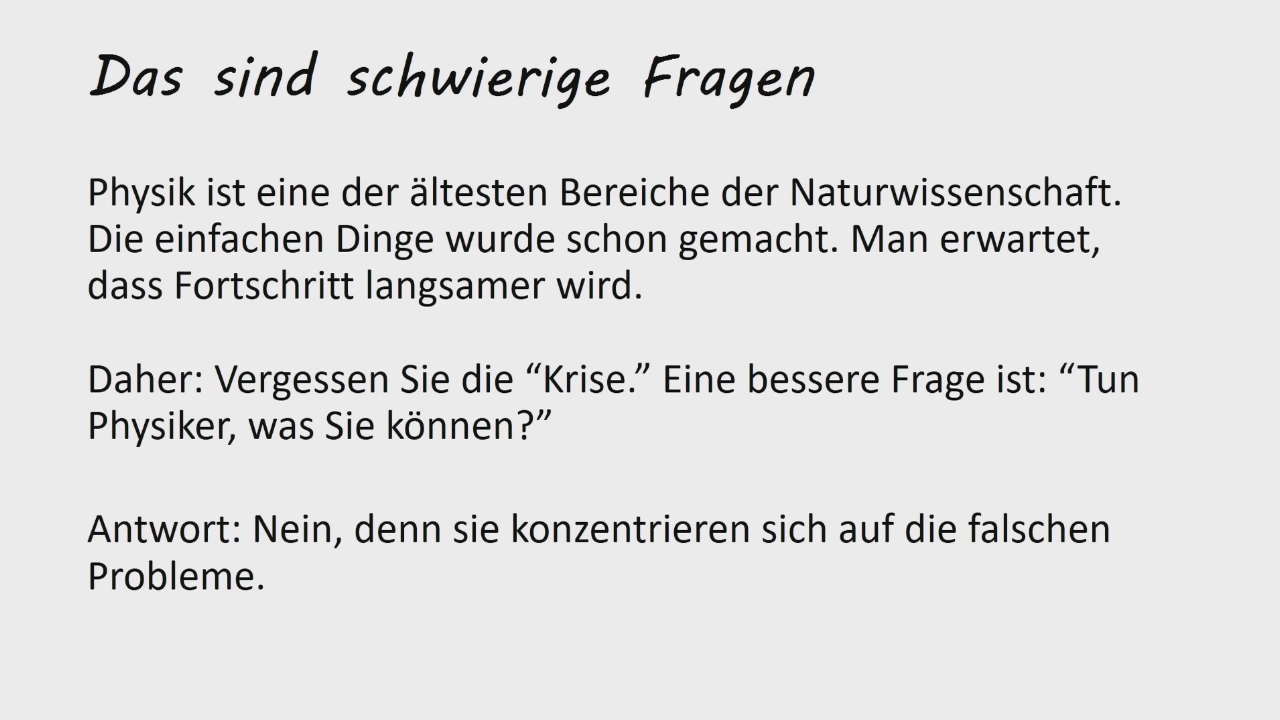 Das sind schwierige Fragen
Physik ist eine der ältesten Bereiche der Naturwissenschaft.
Die einfachen Dinge wurde schon gemacht. Man erwartet,
dass Fortschritt langsamer wird.
Daher: Vergessen Sie die “Krise.” Eine bessere Frage ist: “Tun
Physiker, was Sie können?”
Antwort: Nein, denn sie konzentrieren sich auf die falschen
Probleme.